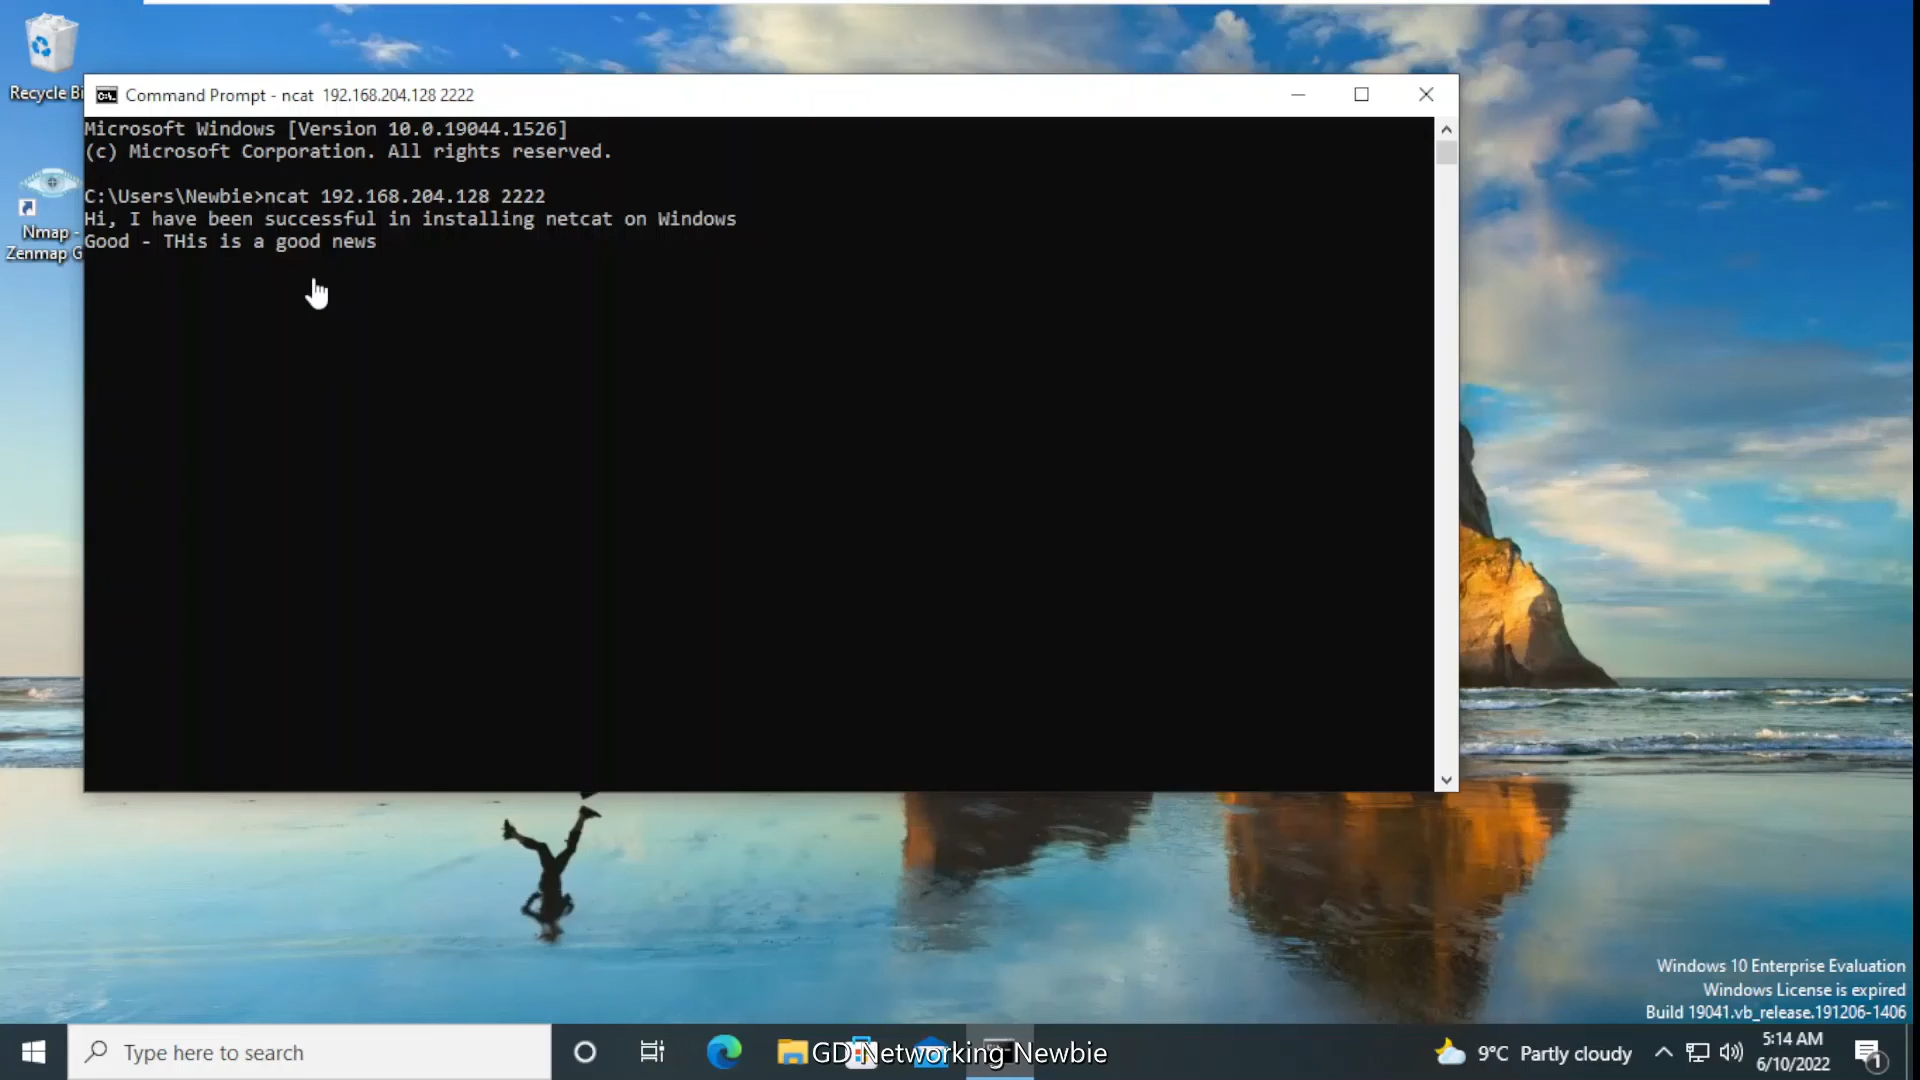 Recycle Bi
Nmap -
Zenmap G
Command Prompt - ncat 192.168.204.128 2222
Microsoft Windows [Version 10.0.19044.1526]
(c) Microsoft Corporation. All rights reserved.
C:\Users\Newbie>ncat 192.168.204.128 2222
Hi, I have been successful in installing netcat on Windows
Good - THis is a good news
Windows 10 Enterprise Evaluation
Windows License is expired
Build 19041.vb_release.191206-1406
Type here to search
GD Networking Newbie
9°C Partly cloudy
5:14 AM
6/10/2022
1